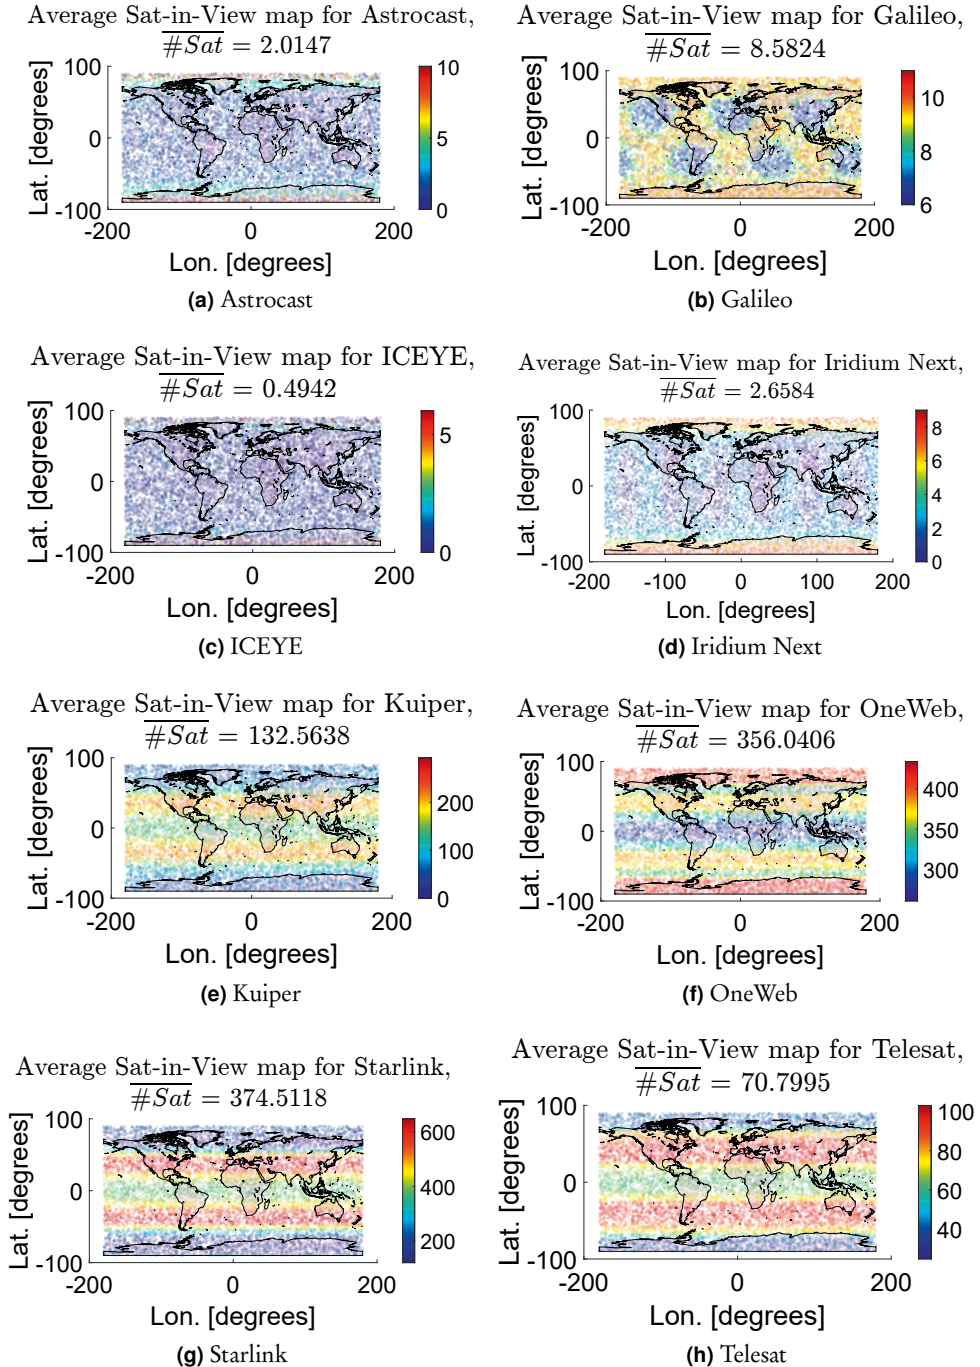 Average Sat-in-View map for Astrocast,
#Sat = 2.0147
100
0
-100
-200
0
200
Lat. [degrees]
Lon. [degrees]
10
5
0
(a) Astrocast
Average Sat-in-View map for Galileo,
#Sat = 8.5824
100
0
-100
-200
0
200
Lat. [degrees]
Lon. [degrees]
10
8
6
(b) Galileo
Average Sat-in-View map for ICEYE,
#Sat = 0.4942
100
0
-100
-200
0
200
Lat. [degrees]
Lon. [degrees]
5
0
(c) ICEYE
Average Sat-in-View map for Iridium Next,
#Sat = 2.6584
100
0
-100
-200
-100
0
100
200
Lat. [degrees]
Lon. [degrees]
8
6
4
2
0
(d) Iridium Next
Average Sat-in-View map for Kuiper,
#Sat = 132.5638
100
0
-100
-200
0
200
Lat. [degrees]
Lon. [degrees]
200
100
0
(e) Kuiper
Average Sat-in-View map for OneWeb,
#Sat = 356.0406
100
0
-100
-200
0
200
Lat. [degrees]
Lon. [degrees]
400
350
300
(f) OneWeb
Average Sat-in-View map for Starlink,
#Sat = 374.5118
100
0
-100
-200
0
200
Lat. [degrees]
Lon. [degrees]
600
400
200
(g) Starlink
Average Sat-in-View map for Telesat,
#Sat = 70.7995
100
0
-100
-200
0
200
Lat. [degrees]
Lon. [degrees]
100
80
60
40
(h) Telesat